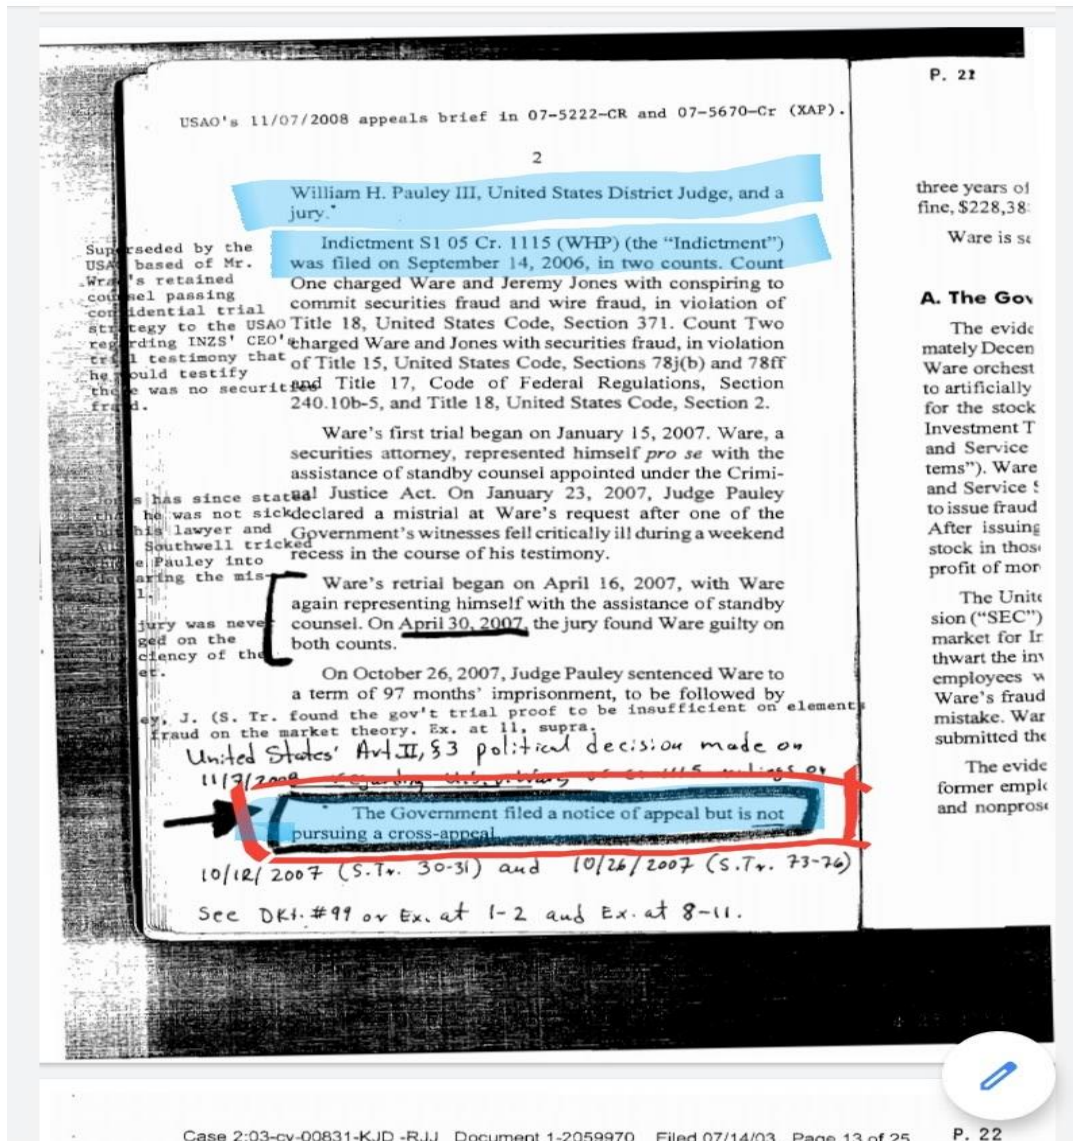 P. 21
USAO's 11/07/2008 appeals brief in 07-5222-CR and 07-5670-Cr (XAP).
2
William H. Pauley III, United States District Judge, and a
jury.*
Indictment S1 05 Cr. 1115 (WHP) (the “Indictment”)
was filed on September 14, 2006, in two counts. Count
One charged Ware and Jeremy Jones with conspiring to
commit securities fraud and wire fraud, in violation of
Title 18, United States Code, Section 371. Count Two
charged Ware and Jones with securities fraud, in violation
of Title 15, United States Code, Sections 78j(b) and 78ff
and Title 17, Code of Federal Regulations, Section
240.10b-5, and Title 18, United States Code, Section 2.
Ware's first trial began on January 15, 2007. Ware, a
securities attorney, represented himself pro se with the
assistance of standby counsel appointed under the Crimi-
nal Justice Act. On January 23, 2007, Judge Pauley
declared a mistrial at Ware's request after one of the
Government's witnesses fell critically ill during a weekend
recess in the course of his testimony.
Ware's retrial began on April 16, 2007, with Ware
again representing himself with the assistance of standby
counsel. On April 30, 2007, the jury found Ware guilty on
both counts.
On October 26, 2007, Judge Pauley sentenced Ware to
a term of 97 months' imprisonment, to be followed by
Superseded by the
USAO based of Mr.
retained
counsel passing
confidential trial
strategy to the USAO
regarding INZS' CEO's
trial testimony that
he would testify
there was no securities
fraud.
Jones has since stated
that he was not sick
his lawyer and
Southwell tricked
Pauley into
the mis-
jury was never
on the
of the
J. (S. Tr. found the gov't trial proof to be insufficient on elements
fraud on the market theory. Ex. at 11, supra.
United States' Art II, §3 political decision made on
11/7/2008 regarding
The Government filed a notice of appeal but is not
pursuing a cross-appeal.
10/12/2007 (S.Tr. 30-31) and 10/26/2007 (S.Tr. 73-76)
See Dkt. #99 or Ex. at 1-2 and Ex. at 8-11.
three years of
fine, $228,38
Ware is
A. The Gov
The evide
mately Decen
Ware orchest
to artificially
for the stock
Investment T
and Service
tems”). Ware
and Service S
to issue fraud
After issuing
stock in those
profit of mor
The Unite
sion (“SEC”)
market for Ir
thwart the inv
employees w
Ware's fraud
mistake. War
submitted the
The evide
former emplo
and nonprose
Case 2:03-cv-00831-KJD -RJJ Document 1-2059970 Filed 07/14/03 Page 13 of 25
P. 22